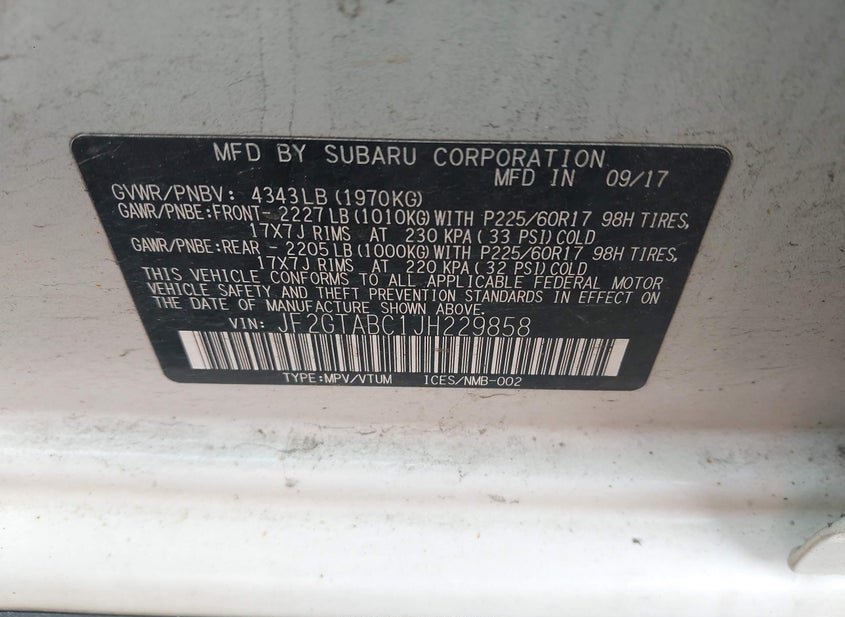 MFD BY SUBARU CORPORATION
MFD IN 09/17
GVWR/PNBV: 4343LB (1970KG)
GAWR/PNBE:FRONT-2227LB(1010KG)WITH P225/60R17 98H TIRES,
17X7J RIMS AT 230 KPA( 33 PSI)COLD
GAWR/PNBE:REAR -2205LB(1000KG)WITH P225/60R17 98H TIRES,
17X7J RIMS AT 220 KPA( 32 PSI)COLD
THIS VEHICLE CONFORMS TO ALL APPLICABLE FEDERAL MOTOR
VEHICLE SAFETY AND THEFT PREVENTION STANDARDS IN EFFECT ON
THE DATE OF MANUFACTURE SHOWN ABOVE.
VIN: JF2GTABC1JH229858
TYPE:MPV/VTUM ICES/NMB-002